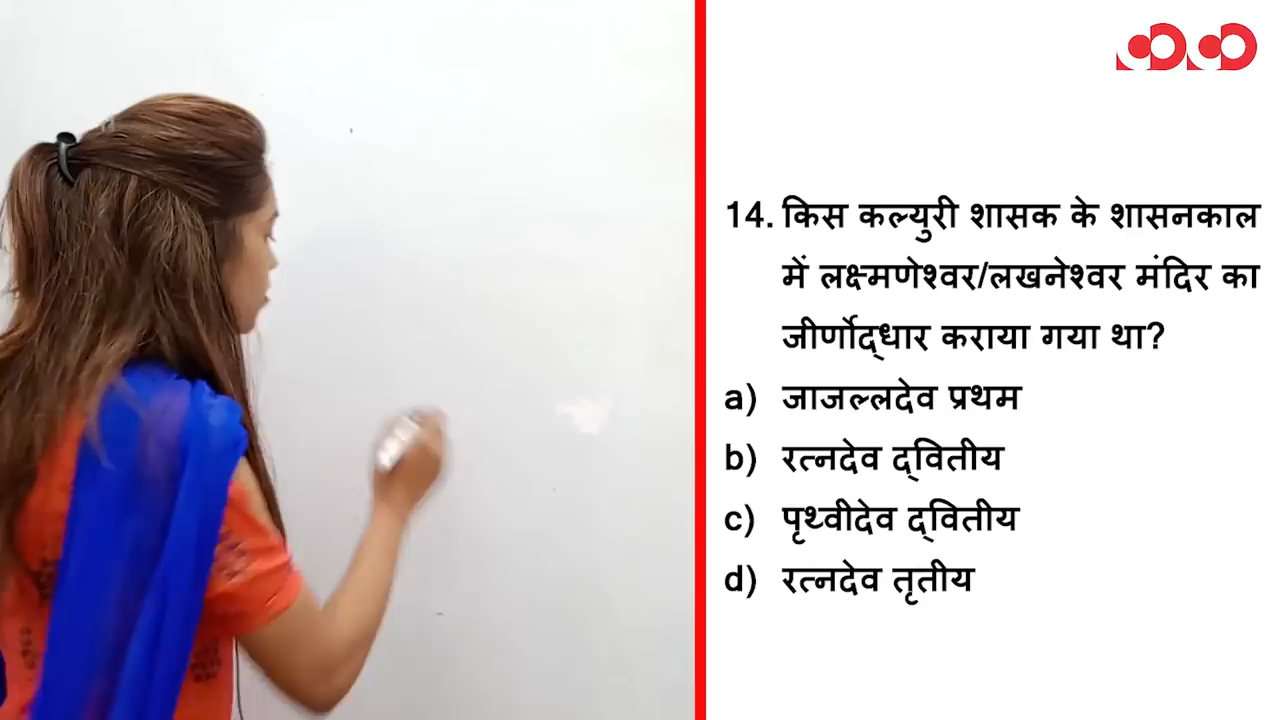 14. किस कल्युरी शासक के शासनकाल
में लक्ष्मणेश्वर/लखनेश्वर मंदिर का
जीर्णोद्धार कराया गया था?
a) जाजल्लदेव प्रथम
b) रत्नदेव द्वितीय
c) पृथ्वीदेव द्वितीय
d) रत्नदेव तृतीय